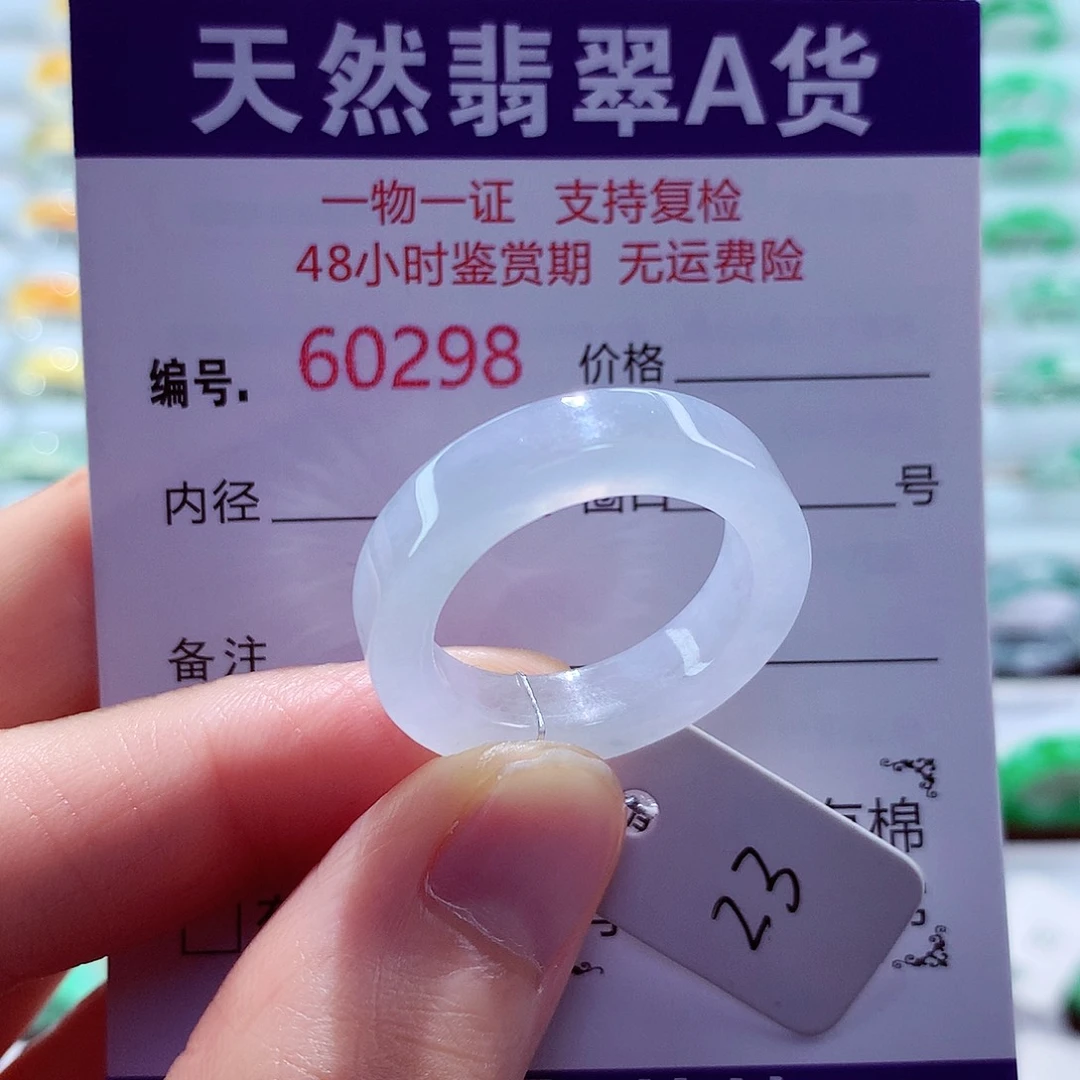 天然翡翠A货
一物一证 支持复检
48小时鉴赏期 无运费险
编号. 60298 价格
内径 号
备注
棉
23